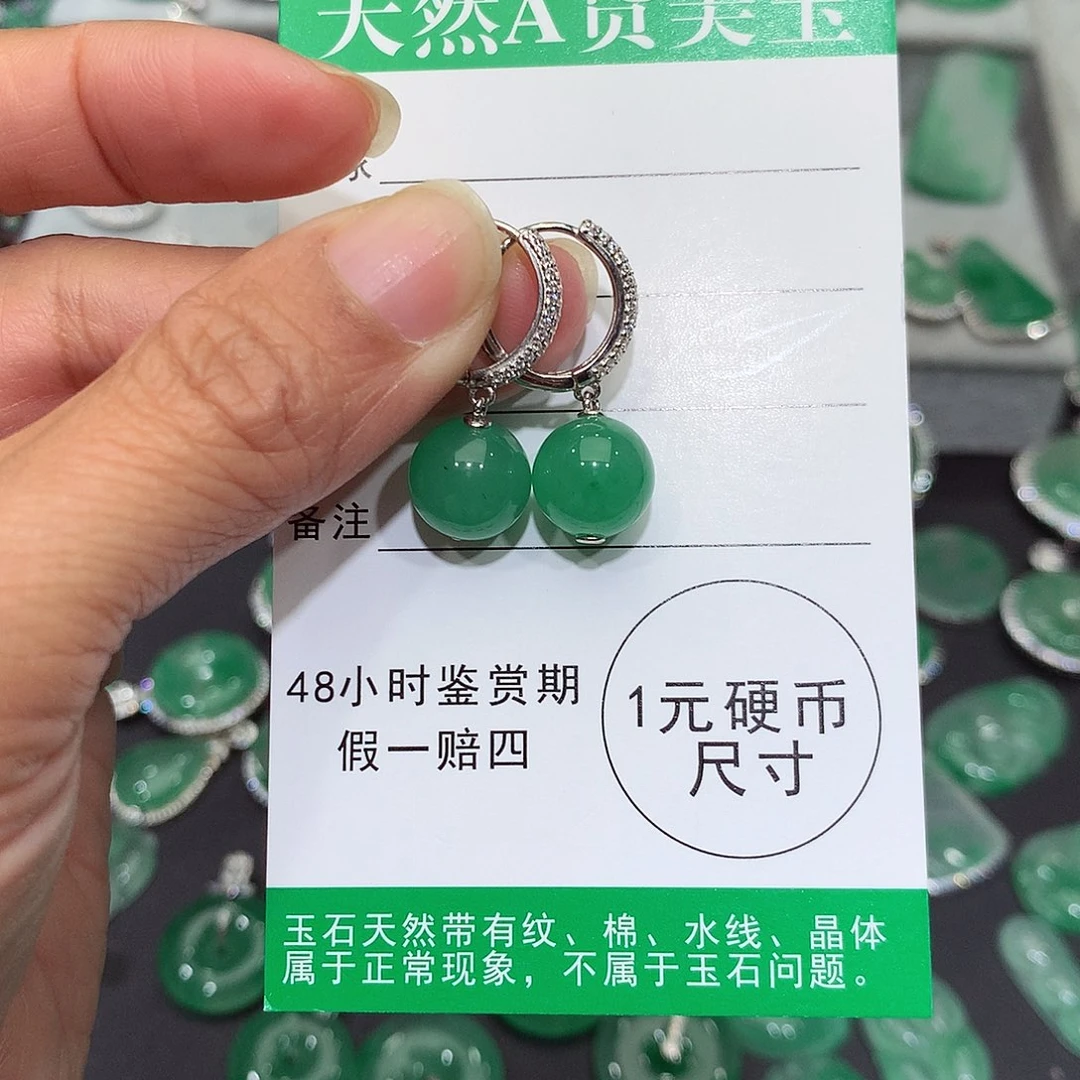 天然A货美玉
备注
48小时鉴赏期
假一赔四
1元硬币
尺寸
玉石天然带有纹、棉、水线、晶体
属于正常现象，不属于玉石问题。